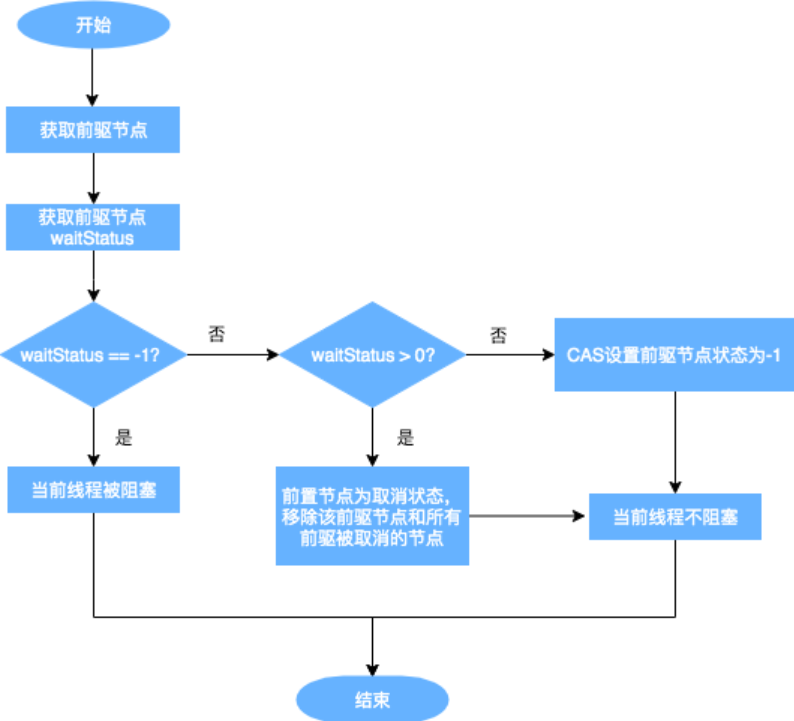 开始
获取前驱节点
获取前驱节点
waitStatus
waitStatus == -1?
否
waitStatus > 0?
否
CAS设置前驱节点状态为-1
是
是
当前线程被阻塞
前置节点为取消状态，
移除该前驱节点和所有
前驱被取消的节点
当前线程不阻塞
结束